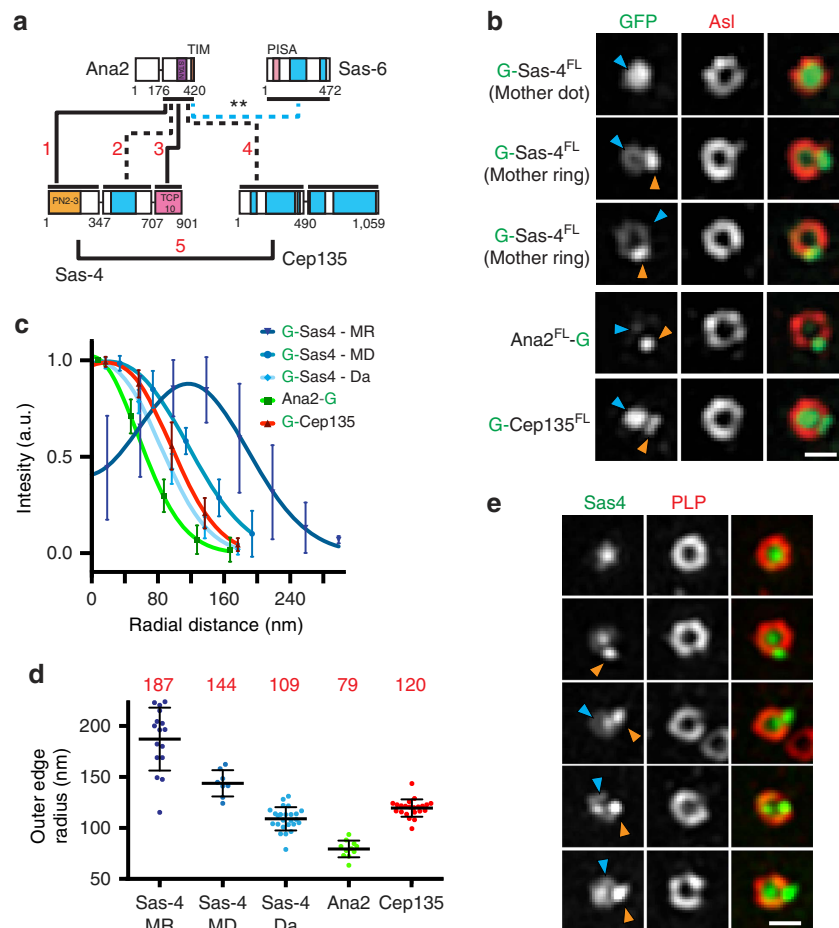 a
TIM
PISA
Ana2
STAN
Sas-6
1 176 420
1 472
**
1
2
3
4
PN2-3
TCP
10
1 347 707 901
1 490 1,059
5
Sas-4
Cep135
b
GFP Asl
G-Sas-4FL
(Mother dot)
G-Sas-4FL
(Mother ring)
G-Sas-4FL
(Mother ring)
Ana2FL-G
G-Cep135FL
c
G-Sas4 - MR
G-Sas4 - MD
G-Sas4 - Da
Ana2-G
G-Cep135
Intesity (a.u.)
1.0
0.5
0.0
0 80 160 240
Radial distance (nm)
d
187 144 109 79 120
Outer edge
radius (nm)
200
150
100
50
Sas-4
MR
Sas-4
MD
Sas-4
Da
Ana2
Cep135
e
Sas4 PLP